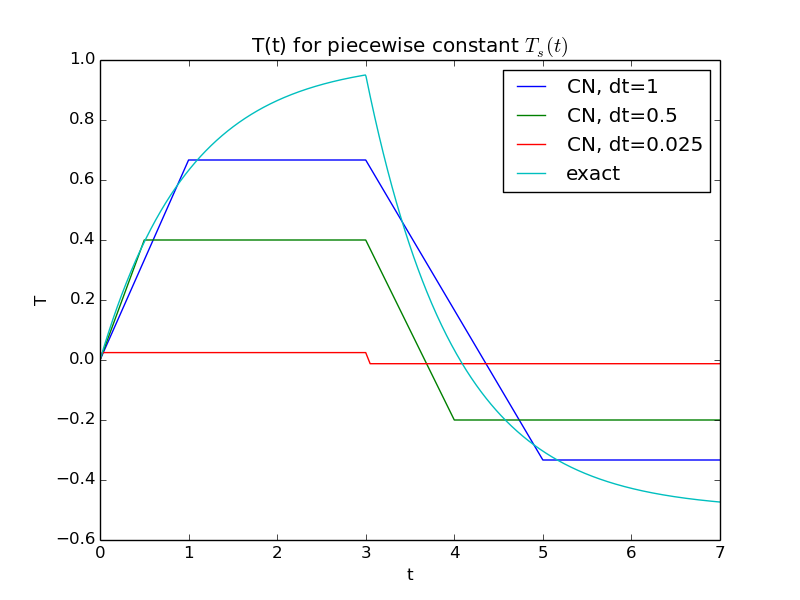 T(t) for piecewise constant T_s(t)
CN, dt=1
CN, dt=0.5
CN, dt=0.025
exact
1.0
0.8
0.6
0.4
0.2
0.0
−0.2
−0.4
−0.6
T
0 1 2 3 4 5 6 7
t